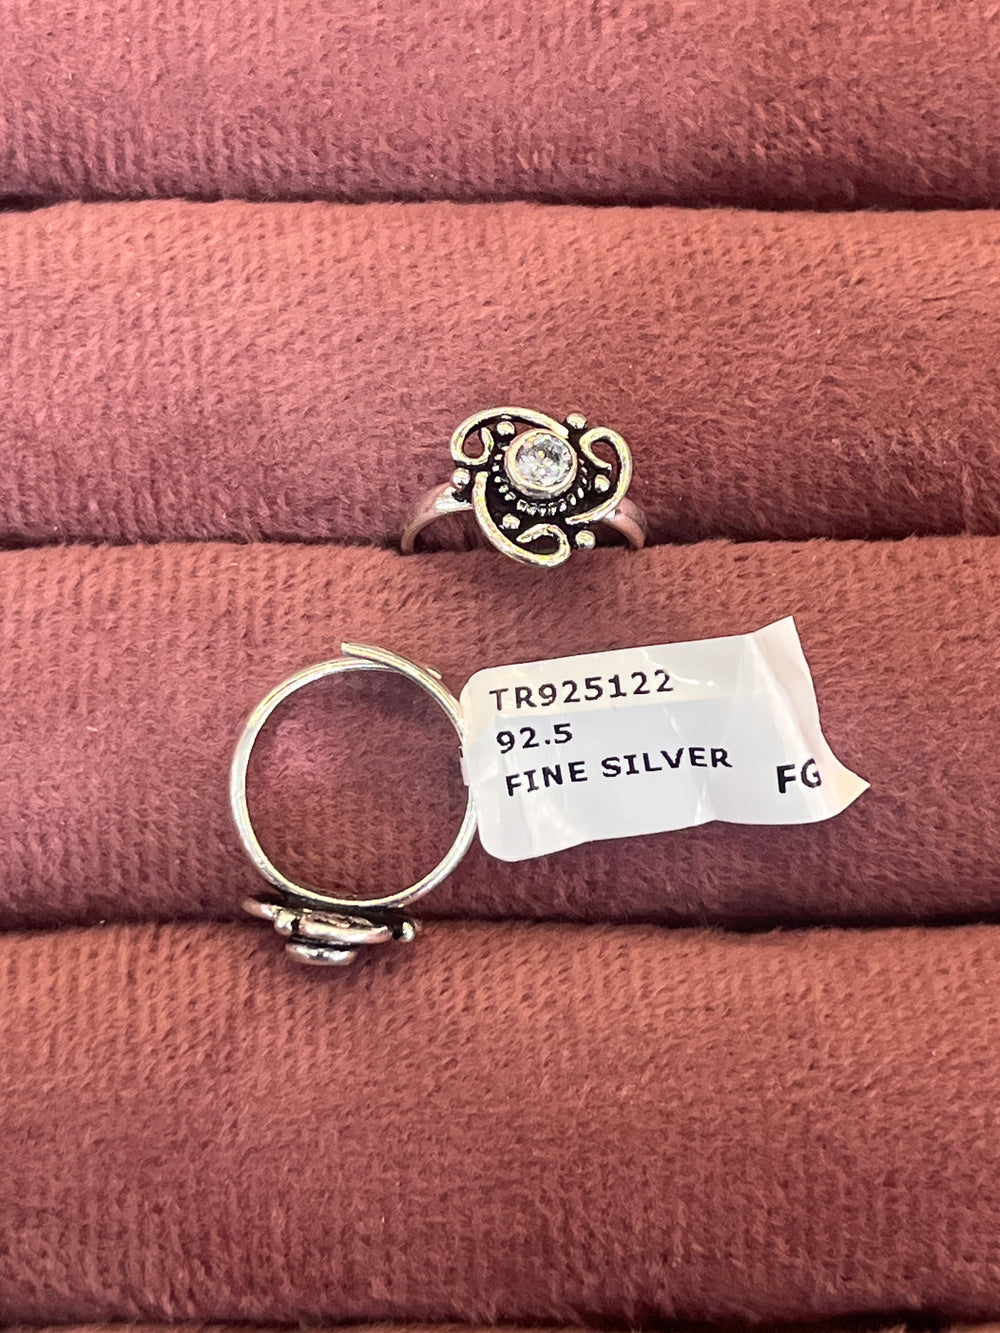 TR925122
92.5
FINE SILVER
FG